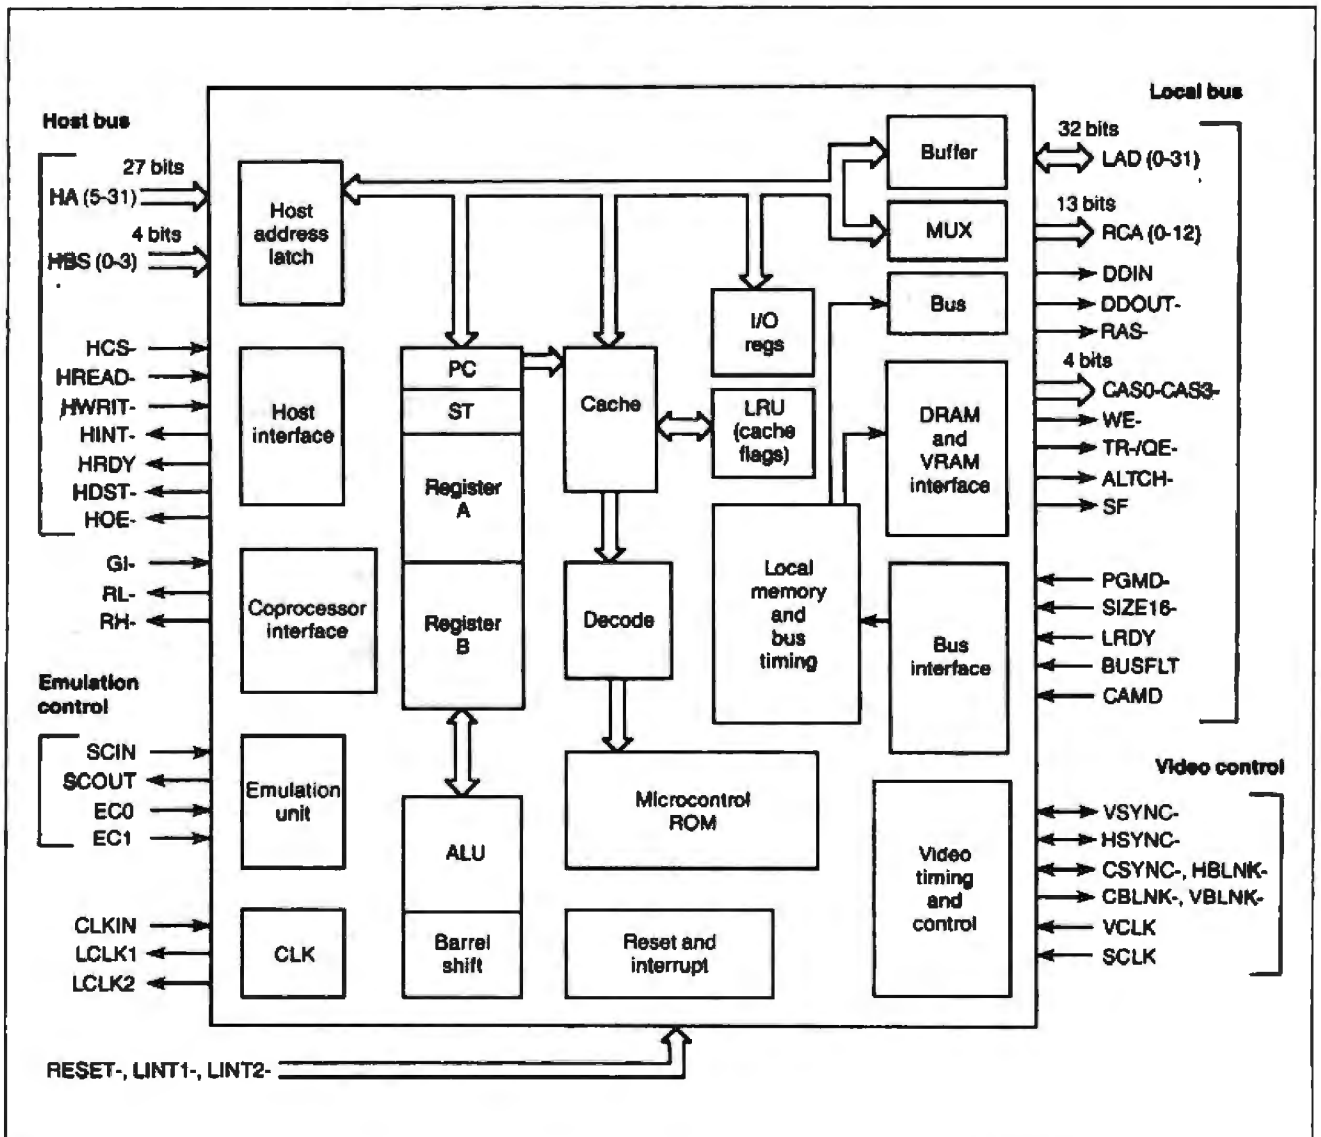 Host bus
27 bits
HA (5-31)
4 bits
HBS (0-3)
HCS-
HREAD-
HWRIT-
HINT-
HRDY
HDST-
HOE-
GI-
RL-
RH-
Emulation
control
SCIN
SCOUT
EC0
EC1
CLKIN
LCLK1
LCLK2
RESET-, LINT1-, LINT2-
Host
address
latch
Host
interface
Coprocessor
interface
Emulation
unit
CLK
PC
ST
Register
A
Register
B
ALU
Barrel
shift
Cache
Decode
Microcontrol
ROM
Reset and
interrupt
I/O
regs
LRU
(cache
flags)
Local
memory
and
bus
timing
Buffer
MUX
Bus
DRAM
and
VRAM
interface
Bus
interface
Video
timing
and
control
Local bus
32 bits
LAD (0-31)
13 bits
RCA (0-12)
DDIN
DDOUT-
RAS-
4 bits
CAS0-CAS3-
WE-
TR-/QE-
ALTCH-
SF
PGMD-
SIZE16-
LRDY
BUSFLT
CAMD
Video control
VSYNC-
HSYNC-
CSYNC-, HBLNK-
CBLNK-, VBLNK-
VCLK
SCLK